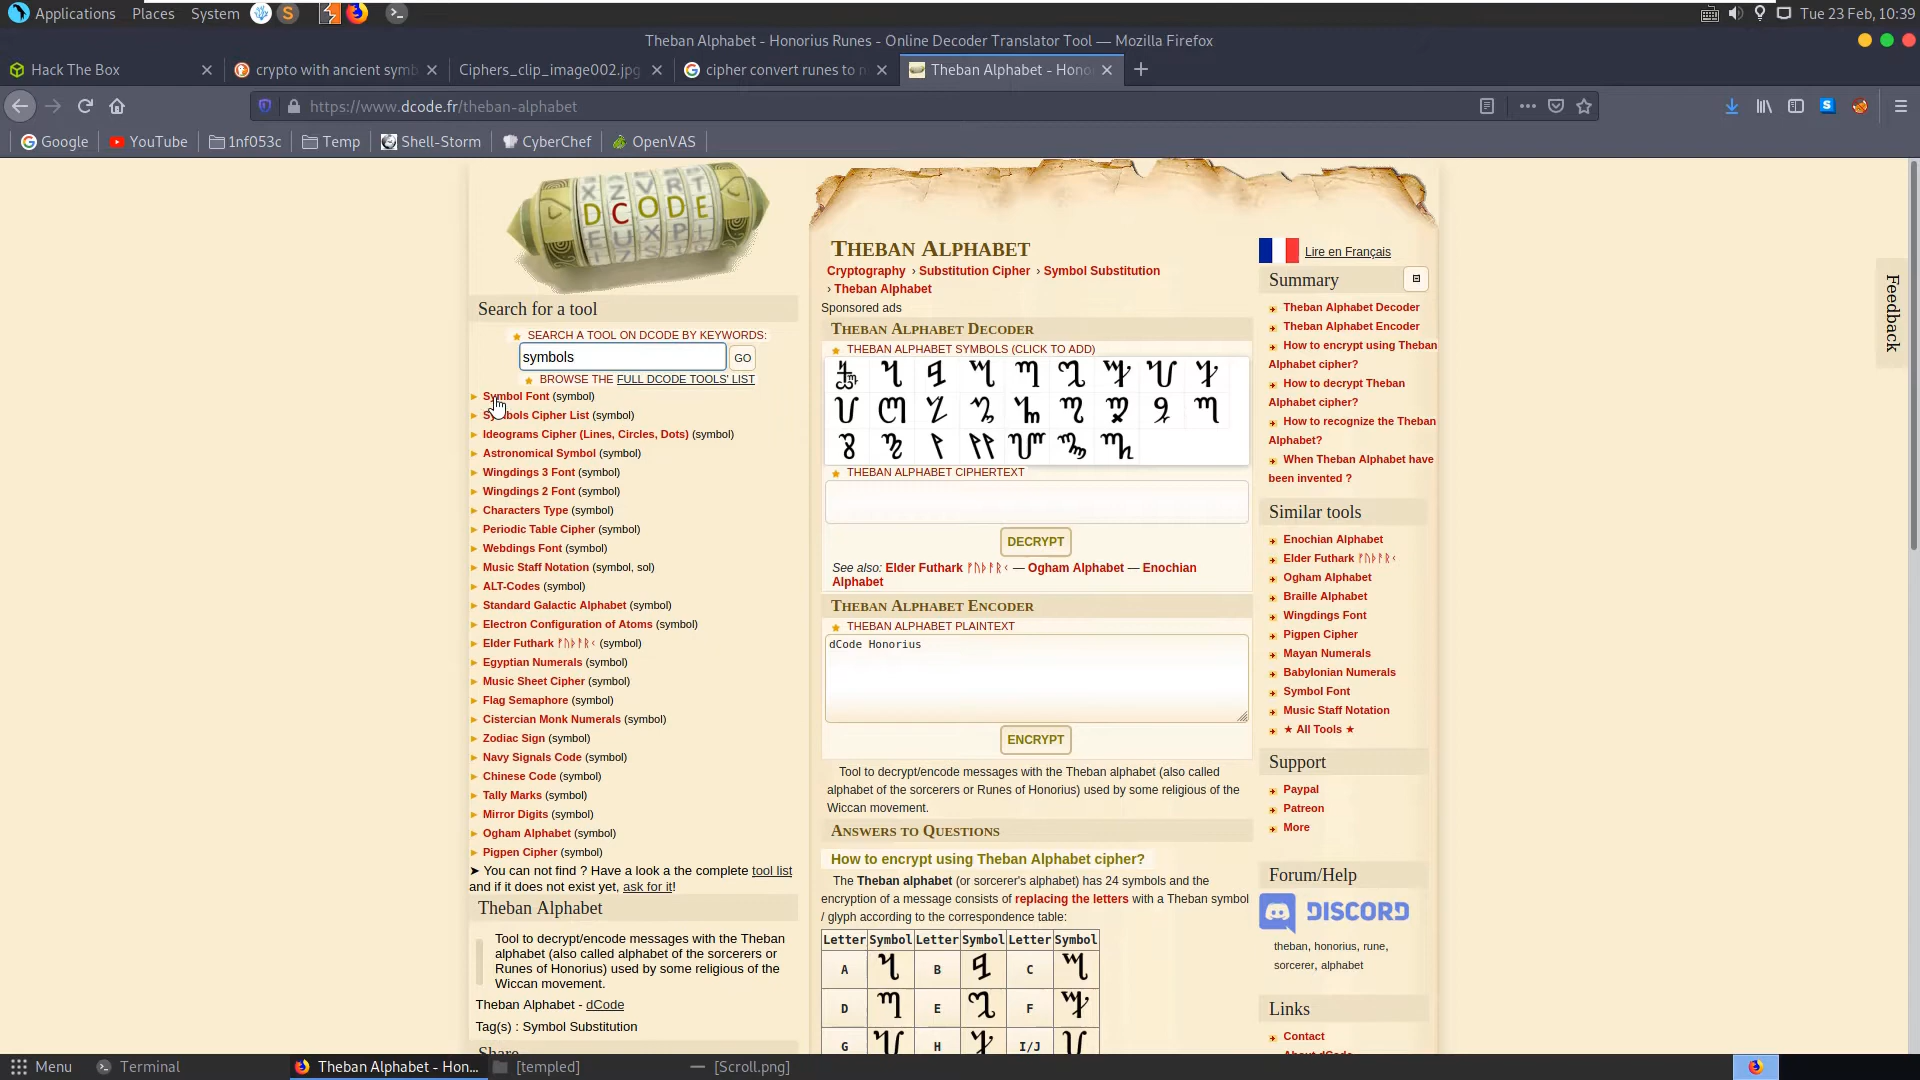 Applications Places System Tue 23 Feb, 10:39
Theban Alphabet - Honorius Runes - Online Decoder Translator Tool — Mozilla Firefox
Hack The Box
crypto with ancient symb
Ciphers_clip_image002.jpg
cipher convert runes to n
Theban Alphabet - Hono
https://www.dcode.fr/theban-alphabet
Google YouTube 1nf053c Temp Shell-Storm CyberChef OpenVAS
DCODE
Search for a tool
SEARCH A TOOL ON DCODE BY KEYWORDS:
symbols
GO
BROWSE THE FULL DCODE TOOLS' LIST
Symbol Font (symbol)
Symbols Cipher List (symbol)
Ideograms Cipher (Lines, Circles, Dots) (symbol)
Astronomical Symbol (symbol)
Wingdings 3 Font (symbol)
Wingdings 2 Font (symbol)
Characters Type (symbol)
Periodic Table Cipher (symbol)
Webdings Font (symbol)
Music Staff Notation (symbol, sol)
ALT-Codes (symbol)
Standard Galactic Alphabet (symbol)
Electron Configuration of Atoms (symbol)
Elder Futhark ᚠᚢᚦᚨᚱᚲ (symbol)
Egyptian Numerals (symbol)
Music Sheet Cipher (symbol)
Flag Semaphore (symbol)
Cistercian Monk Numerals (symbol)
Zodiac Sign (symbol)
Navy Signals Code (symbol)
Chinese Code (symbol)
Tally Marks (symbol)
Mirror Digits (symbol)
Ogham Alphabet (symbol)
Pigpen Cipher (symbol)
➤ You can not find ? Have a look a the complete tool list
and if it does not exist yet, ask for it!
Theban Alphabet
Tool to decrypt/encode messages with the Theban
alphabet (also called alphabet of the sorcerers or
Runes of Honorius) used by some religious of the
Wiccan movement.
Theban Alphabet - dCode
Tag(s) : Symbol Substitution
Share
THEBAN ALPHABET
Cryptography › Substitution Cipher › Symbol Substitution
› Theban Alphabet
Sponsored ads
THEBAN ALPHABET DECODER
THEBAN ALPHABET SYMBOLS (CLICK TO ADD)
THEBAN ALPHABET CIPHERTEXT
DECRYPT
See also: Elder Futhark ᚠᚢᚦᚨᚱᚲ — Ogham Alphabet — Enochian
Alphabet
THEBAN ALPHABET ENCODER
THEBAN ALPHABET PLAINTEXT
dCode Honorius
ENCRYPT
Tool to decrypt/encode messages with the Theban alphabet (also called
alphabet of the sorcerers or Runes of Honorius) used by some religious of the
Wiccan movement.
ANSWERS TO QUESTIONS
How to encrypt using Theban Alphabet cipher?
The Theban alphabet (or sorcerer's alphabet) has 24 symbols and the
encryption of a message consists of replacing the letters with a Theban symbol
/ glyph according to the correspondence table:
Letter Symbol Letter Symbol Letter Symbol
A B C
D E F
G H I/J
Lire en Français
Summary
Theban Alphabet Decoder
Theban Alphabet Encoder
How to encrypt using Theban
Alphabet cipher?
How to decrypt Theban
Alphabet cipher?
How to recognize the Theban
Alphabet?
When Theban Alphabet have
been invented ?
Similar tools
Enochian Alphabet
Elder Futhark ᚠᚢᚦᚨᚱᚲ
Ogham Alphabet
Braille Alphabet
Wingdings Font
Pigpen Cipher
Mayan Numerals
Babylonian Numerals
Symbol Font
Music Staff Notation
★ All Tools ★
Support
Paypal
Patreon
More
Forum/Help
DISCORD
theban, honorius, rune,
sorcerer, alphabet
Links
Contact
Feedback
Menu Terminal Theban Alphabet - Hon... [templed] [Scroll.png]